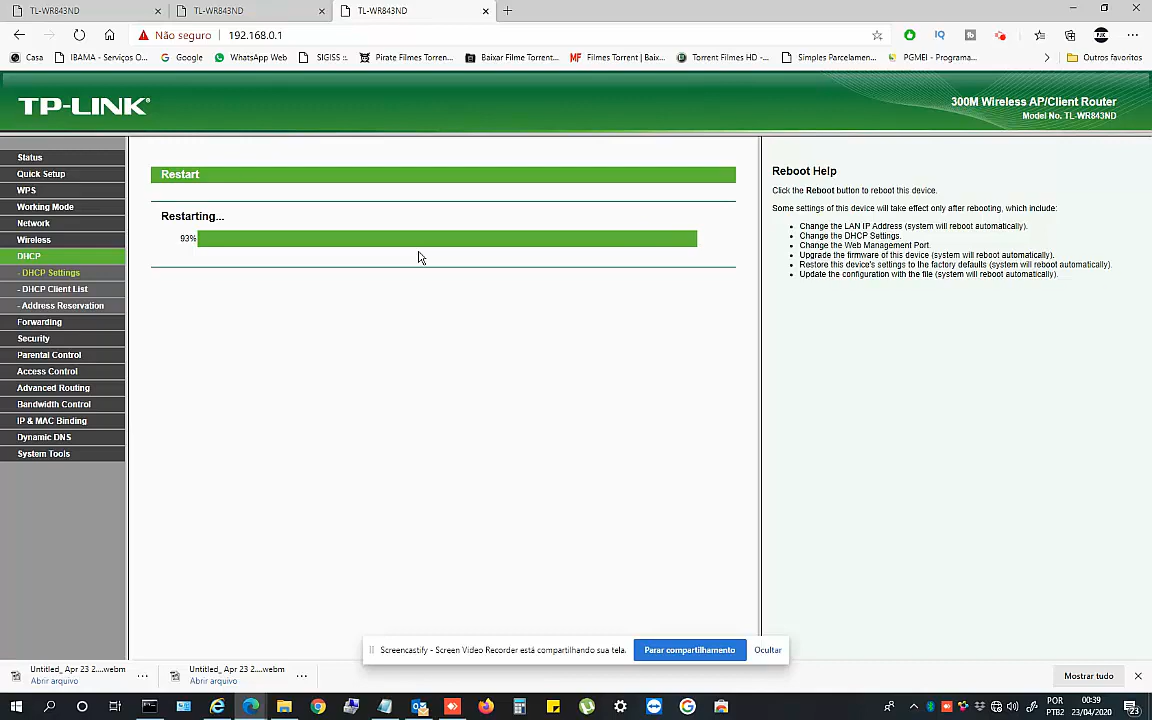 TL-WR843ND
TL-WR843ND
TL-WR843ND
Não seguro
192.168.0.1
Casa
IBAMA - Serviços O...
Google
WhatsApp Web
SIGISS ::.
Pirate Filmes Torren...
Baixar Filme Torrent...
Filmes Torrent | Baix...
Torrent Filmes HD -...
Simples Parcelamen...
PGMEI - Programa...
Outros favoritos
TP-LINK®
300M Wireless AP/Client Router
Model No. TL-WR843ND
Status
Quick Setup
WPS
Working Mode
Network
Wireless
DHCP
- DHCP Settings
- DHCP Client List
- Address Reservation
Forwarding
Security
Parental Control
Access Control
Advanced Routing
Bandwidth Control
IP & MAC Binding
Dynamic DNS
System Tools
Restart
Restarting...
93%
Reboot Help
Click the Reboot button to reboot this device.
Some settings of this device will take effect only after rebooting, which include:
Change the LAN IP Address (system will reboot automatically).
Change the DHCP Settings.
Change the Web Management Port.
Upgrade the firmware of this device (system will reboot automatically).
Restore this device's settings to the factory defaults (system will reboot automatically).
Update the configuration with the file (system will reboot automatically).
Screencastify - Screen Video Recorder está compartilhando sua tela.
Parar compartilhamento
Ocultar
Untitled_ Apr 23 2....webm
Abrir arquivo
Untitled_ Apr 23 2....webm
Abrir arquivo
Mostrar tudo
POR
PTB2
00:39
23/04/2020
23